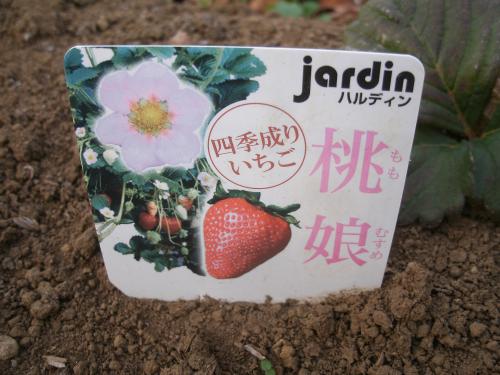 jardin
ハルディン
四季成り
いちご
桃娘
もも
むすめ